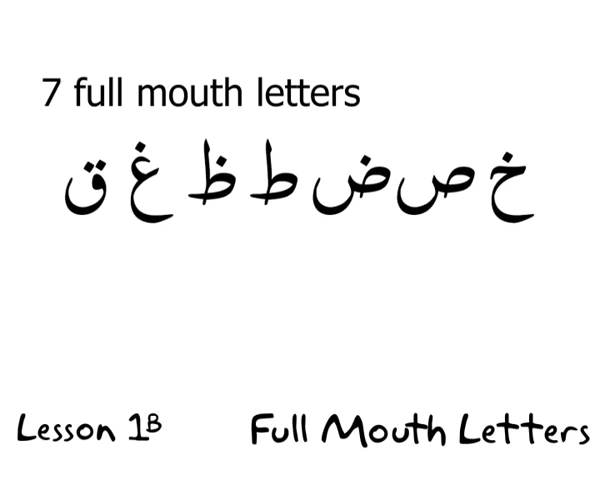 7 full mouth letters
خ ص ض ط ظ غ ق
Lesson 1B
Full Mouth Letters